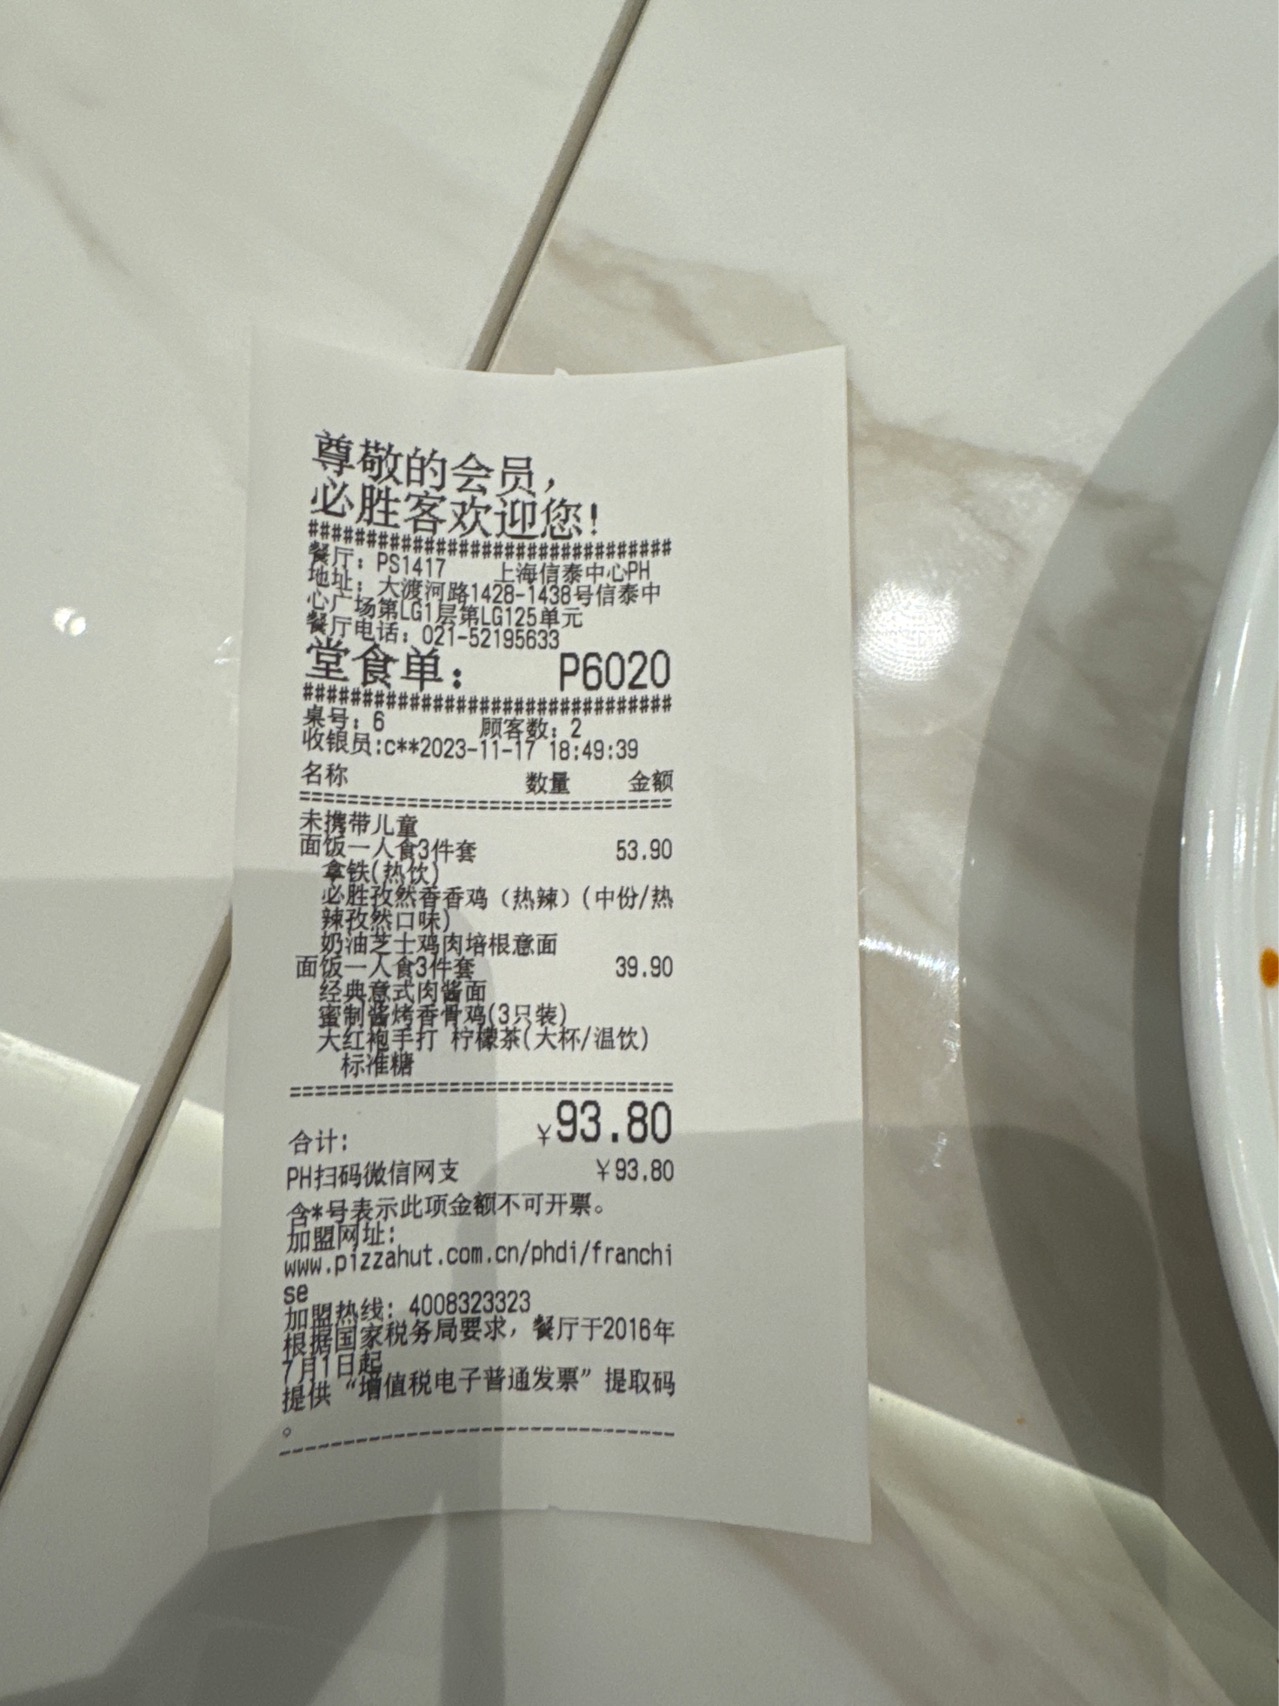 尊敬的会员，
必胜客欢迎您!
################################
餐厅：PS1417 上海信泰中心PH
地址：大渡河路1428-1438号信泰中
心广场第LG1层第LG125单元
餐厅电话：021-52195633
堂食单： P6020
################################
桌号：6 顾客数：2
收银员:c**2023-11-17 18:49:39
名称 数量 金额
================================
未携带儿童
面饭一人食3件套 53.90
拿铁(热饮)
必胜孜然香香鸡（热辣）(中份/热
辣孜然口味)
奶油芝士鸡肉培根意面
面饭一人食3件套 39.90
经典意式肉酱面
蜜制酱烤香骨鸡(3只装)
大红袍手打 柠檬茶(大杯/温饮)
标准糖
================================
合计: ￥93.80
PH扫码微信网支 ￥93.80
含*号表示此项金额不可开票。
加盟网址:
www.pizzahut.com.cn/phdi/franchi
se
加盟热线: 4008323323
根据国家税务局要求，餐厅于2016年
7月1日起
提供“增值税电子普通发票”提取码
。
--------------------------------